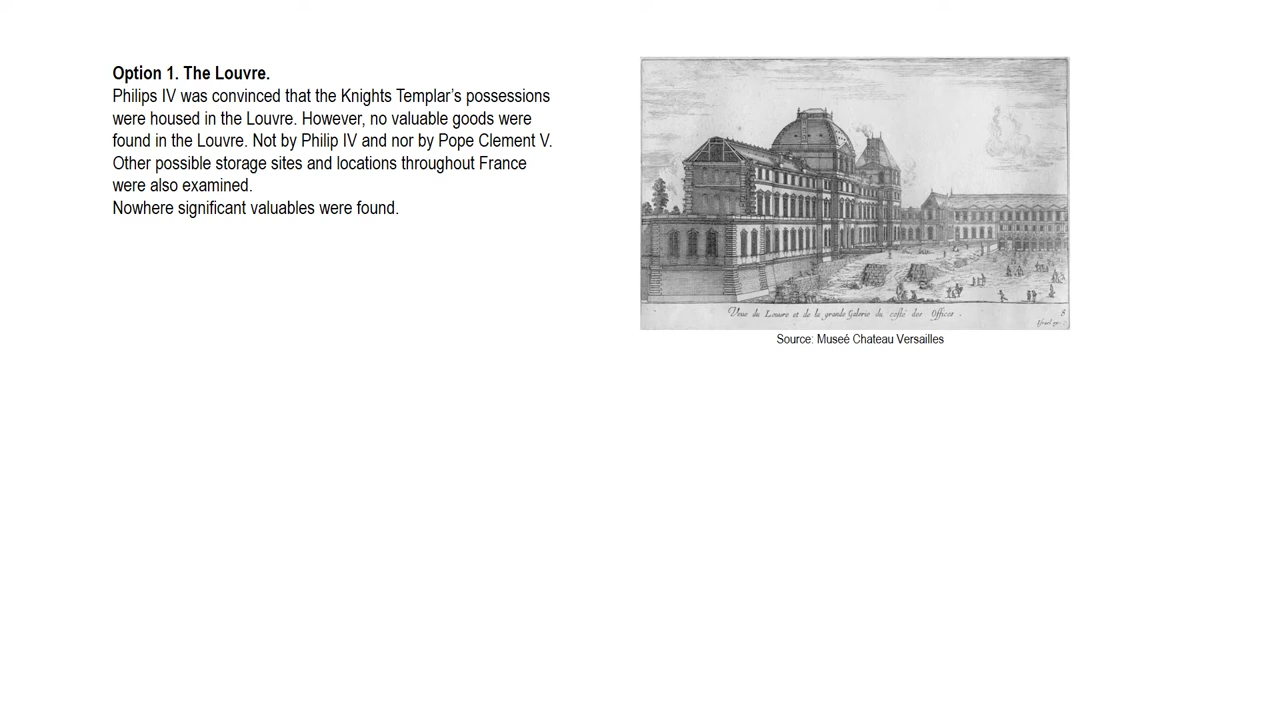 Option 1. The Louvre.
Philips IV was convinced that the Knights Templar's possessions
were housed in the Louvre. However, no valuable goods were
found in the Louvre. Not by Philip IV and nor by Pope Clement V.
Other possible storage sites and locations throughout France
were also examined.
Nowhere significant valuables were found.
Veue du Louvre et de la grande Galerie du costé des Offices.
8
Source: Museé Chateau Versailles